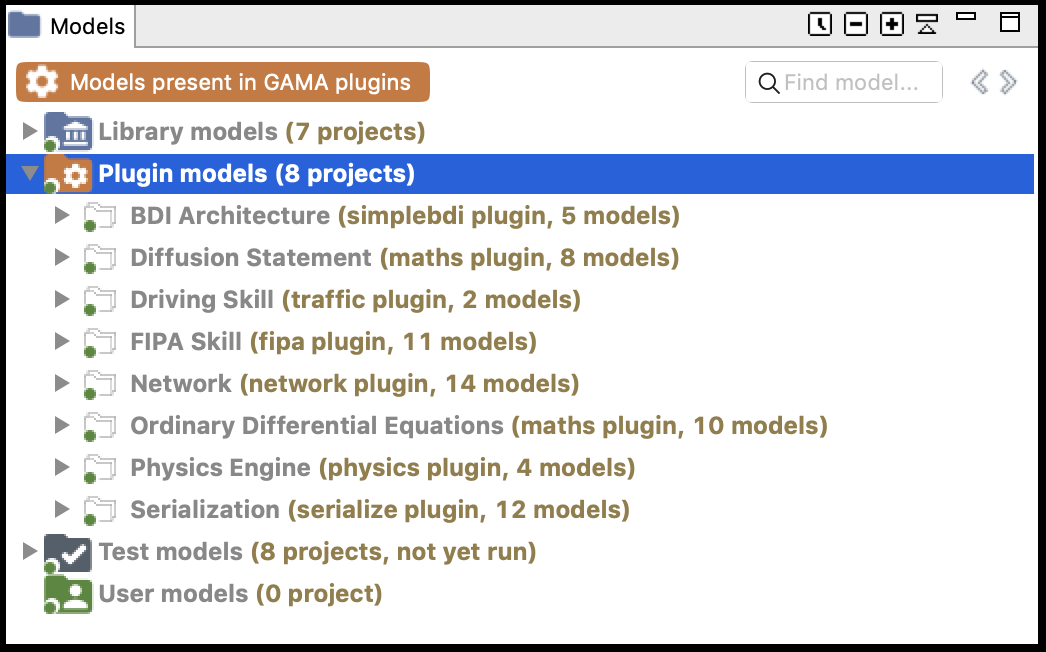 Models
Models present in GAMA plugins
Find model...
Library models (7 projects)
Plugin models (8 projects)
BDI Architecture (simplebdi plugin, 5 models)
Diffusion Statement (maths plugin, 8 models)
Driving Skill (traffic plugin, 2 models)
FIPA Skill (fipa plugin, 11 models)
Network (network plugin, 14 models)
Ordinary Differential Equations (maths plugin, 10 models)
Physics Engine (physics plugin, 4 models)
Serialization (serialize plugin, 12 models)
Test models (8 projects, not yet run)
User models (0 project)